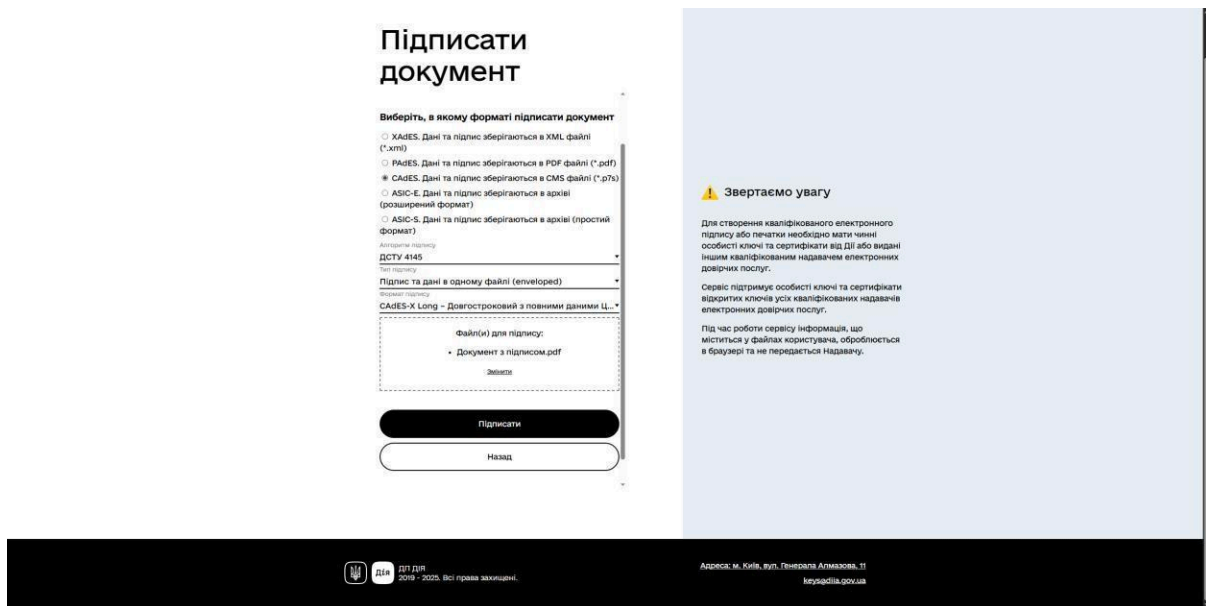 Підписати
документ
Виберіть, в якому форматі підписати документ
XAdES. Дані та підпис зберігаються в XML файлі
(*.xml)
PAdES. Дані та підпис зберігаються в PDF файлі (*.pdf)
CAdES. Дані та підпис зберігаються в CMS файлі (*.p7s)
ASIC-E. Дані та підпис зберігаються в архіві
(розширений формат)
ASIC-S. Дані та підпис зберігаються в архіві (простий
формат)
Алгоритм підпису
ДСТУ 4145
Тип підпису
Підпис та дані в одному файлі (enveloped)
Формат підпису
CAdES-X Long – Довгостроковий з повними даними Ц...
Файл(и) для підпису:
• Документ з підписом.pdf
Змінити
Підписати
Назад
Звертаємо увагу
Для створення кваліфікованого електронного
підпису або печатки необхідно мати чинні
особисті ключі та сертифікати від Дії або видані
іншим кваліфікованим надавачем електронних
довірчих послуг.
Сервіс підтримує особисті ключі та сертифікати
відкритих ключів усіх кваліфікованих надавачів
електронних довірчих послуг.
Під час роботи сервісу інформація, що
міститься у файлах користувача, оброблюється
в браузері та не передається Надавачу.
Дія
ДП ДІЯ
2019 - 2025. Всі права захищені.
Адреса: м. Київ, вул. Генерала Алмазова, 11
keys@diia.gov.ua